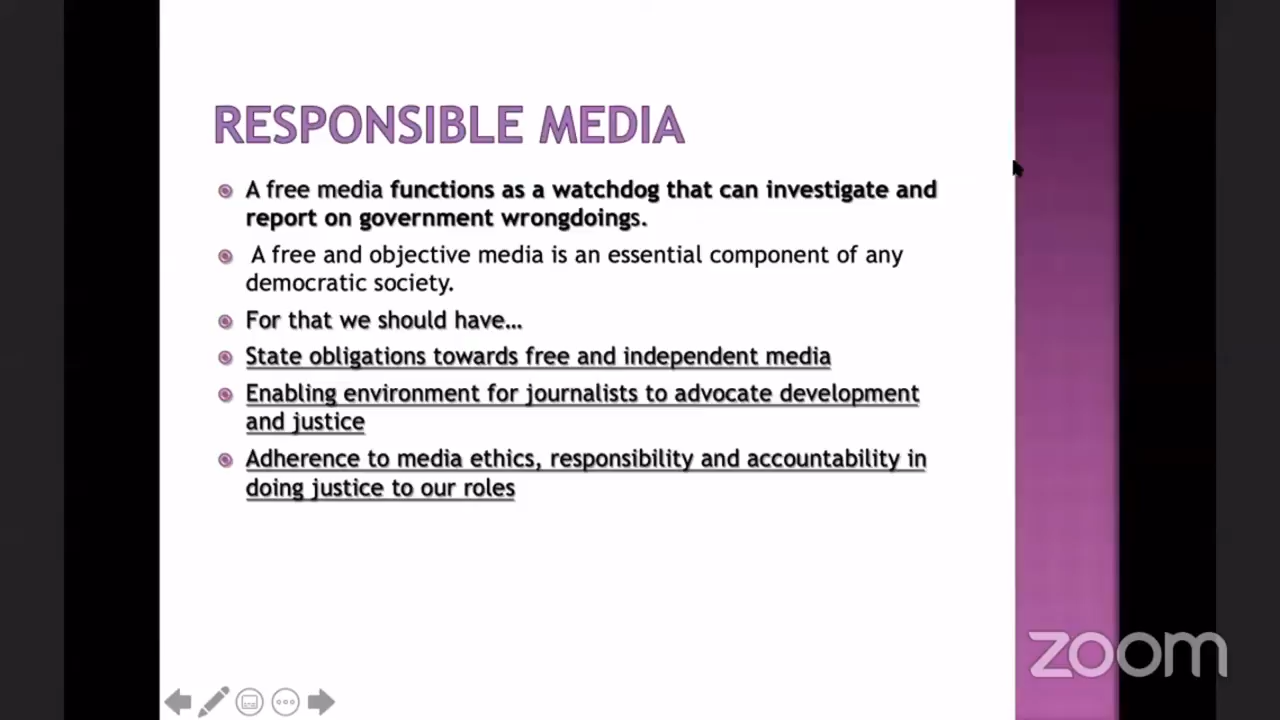 RESPONSIBLE MEDIA
A free media functions as a watchdog that can investigate and
report on government wrongdoings.
A free and objective media is an essential component of any
democratic society.
For that we should have…
State obligations towards free and independent media
Enabling environment for journalists to advocate development
and justice
Adherence to media ethics, responsibility and accountability in
doing justice to our roles
zoom